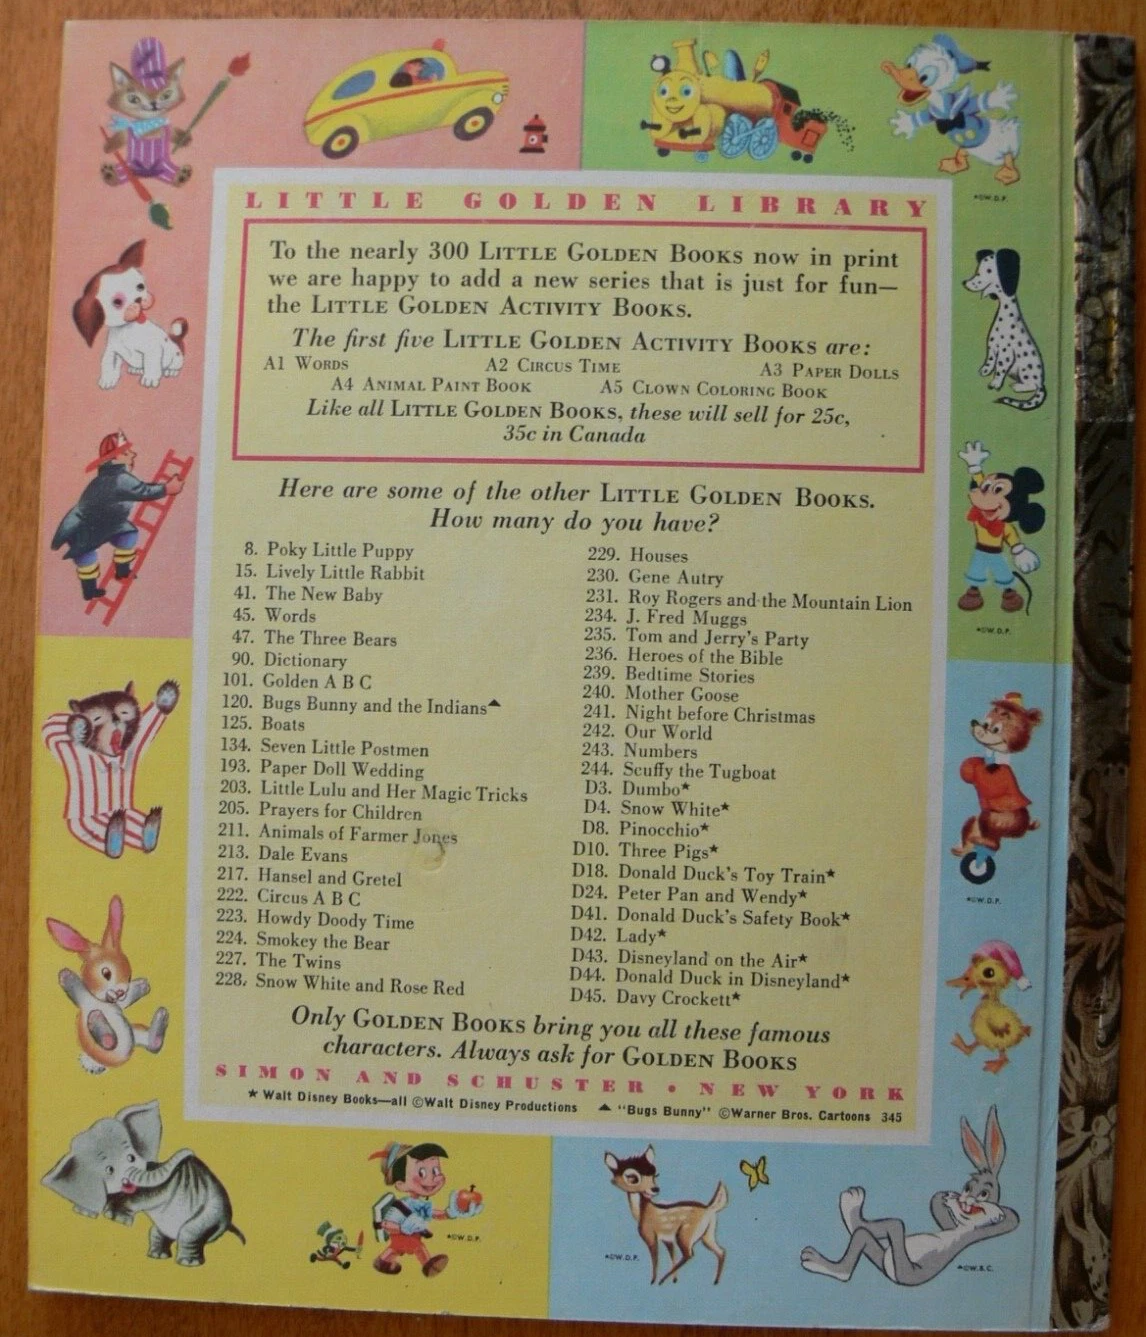 LITTLE GOLDEN LIBRARY
To the nearly 300 LITTLE GOLDEN BOOKS now in print
we are happy to add a new series that is just for fun—
the LITTLE GOLDEN ACTIVITY BOOKS.
The first five LITTLE GOLDEN ACTIVITY BOOKS are:
A1 WORDS A2 CIRCUS TIME A3 PAPER DOLLS
A4 ANIMAL PAINT BOOK A5 CLOWN COLORING BOOK
Like all LITTLE GOLDEN BOOKS, these will sell for 25c,
35c in Canada
Here are some of the other LITTLE GOLDEN BOOKS.
How many do you have?
8. Poky Little Puppy
15. Lively Little Rabbit
41. The New Baby
45. Words
47. The Three Bears
90. Dictionary
101. Golden A B C
120. Bugs Bunny and the Indians▲
125. Boats
134. Seven Little Postmen
193. Paper Doll Wedding
203. Little Lulu and Her Magic Tricks
205. Prayers for Children
211. Animals of Farmer Jones
213. Dale Evans
217. Hansel and Gretel
222. Circus A B C
223. Howdy Doody Time
224. Smokey the Bear
227. The Twins
228. Snow White and Rose Red
229. Houses
230. Gene Autry
231. Roy Rogers and the Mountain Lion
234. J. Fred Muggs
235. Tom and Jerry's Party
236. Heroes of the Bible
239. Bedtime Stories
240. Mother Goose
241. Night before Christmas
242. Our World
243. Numbers
244. Scuffy the Tugboat
D3. Dumbo★
D4. Snow White★
D8. Pinocchio★
D10. Three Pigs★
D18. Donald Duck's Toy Train★
D24. Peter Pan and Wendy★
D41. Donald Duck's Safety Book★
D42. Lady★
D43. Disneyland on the Air★
D44. Donald Duck in Disneyland★
D45. Davy Crockett★
Only GOLDEN BOOKS bring you all these famous
characters. Always ask for GOLDEN BOOKS
SIMON AND SCHUSTER • NEW YORK
★ Walt Disney Books—all ©Walt Disney Productions ▲ "Bugs Bunny" ©Warner Bros. Cartoons 345
★©W.D.P.
★©W.D.P.
★©W.D.P.
★©W.D.P.
★©W.D.P.
▲©W.B.C.